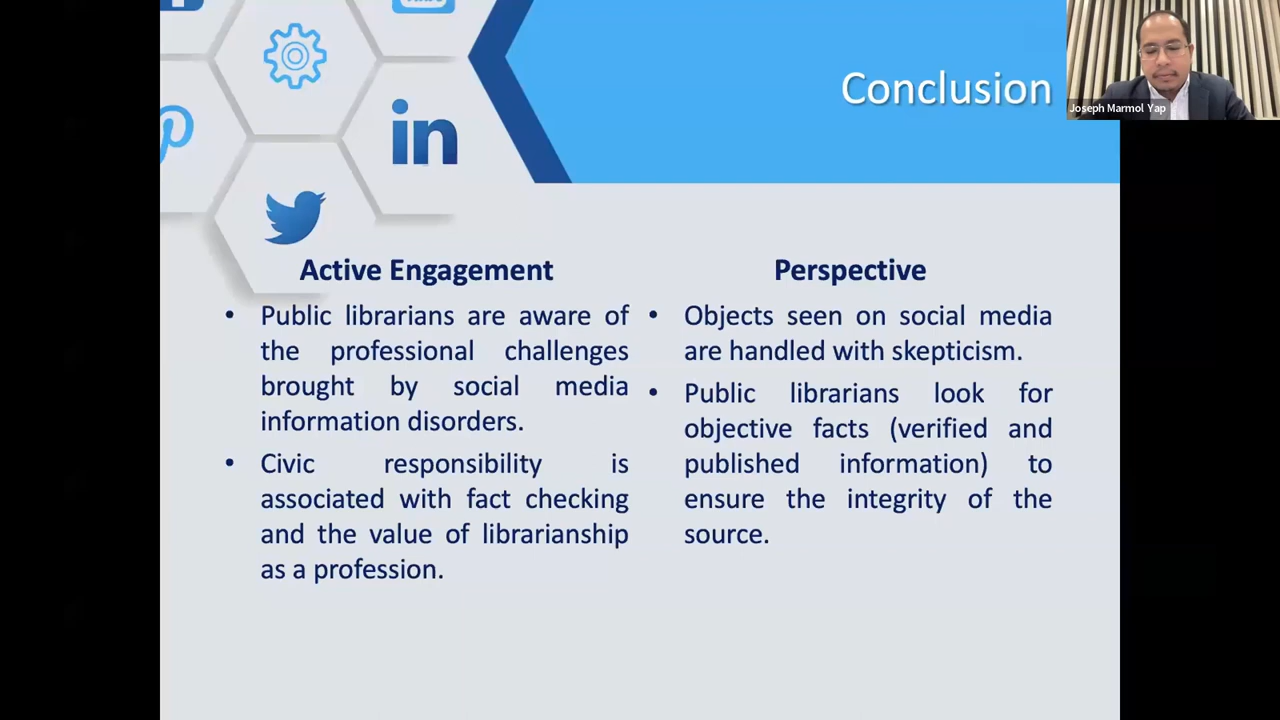 Conclusion
Joseph Marmol Yap
in
Active Engagement
• Public librarians are aware of
the professional challenges
brought by social media
information disorders.
• Civic responsibility is
associated with fact checking
and the value of librarianship
as a profession.
Perspective
• Objects seen on social media
are handled with skepticism.
• Public librarians look for
objective facts (verified and
published information) to
ensure the integrity of the
source.